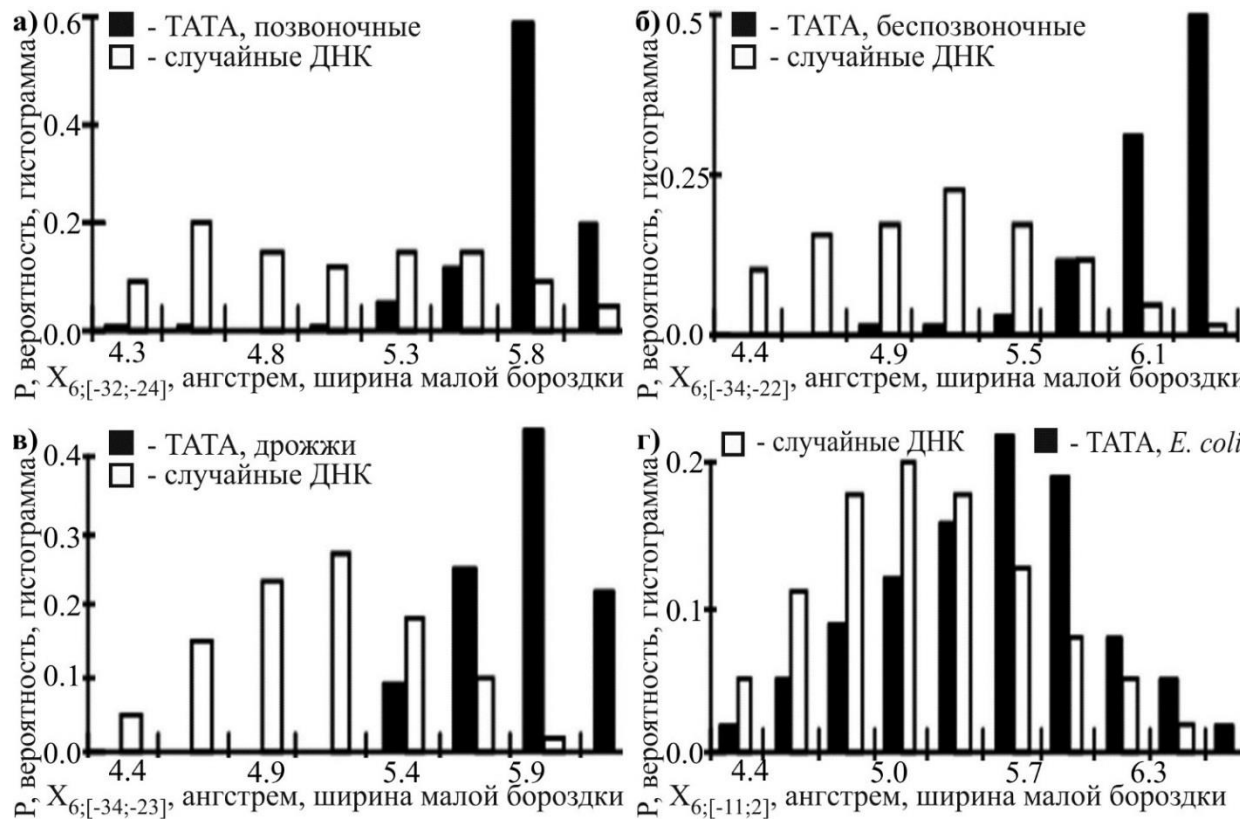 а)
- ТАТА, позвоночные
- случайные ДНК
P, вероятность, гистограмма
0.6
0.4
0.2
0.0
4.3 4.8 5.3 5.8
X6;[-32;-24], ангстрем, ширина малой бороздки
б)
- ТАТА, беспозвоночные
- случайные ДНК
P, вероятность, гистограмма
0.5
0.25
0.0
4.4 4.9 5.5 6.1
X6;[-34;-22], ангстрем, ширина малой бороздки
в)
- ТАТА, дрожжи
- случайные ДНК
P, вероятность, гистограмма
0.4
0.3
0.2
0.1
0.0
4.4 4.9 5.4 5.9
X6;[-34;-23], ангстрем, ширина малой бороздки
г)
- случайные ДНК - ТАТА, E. coli
P, вероятность, гистограмма
0.2
0.1
0.0
4.4 5.0 5.7 6.3
X6;[-11;2], ангстрем, ширина малой бороздки